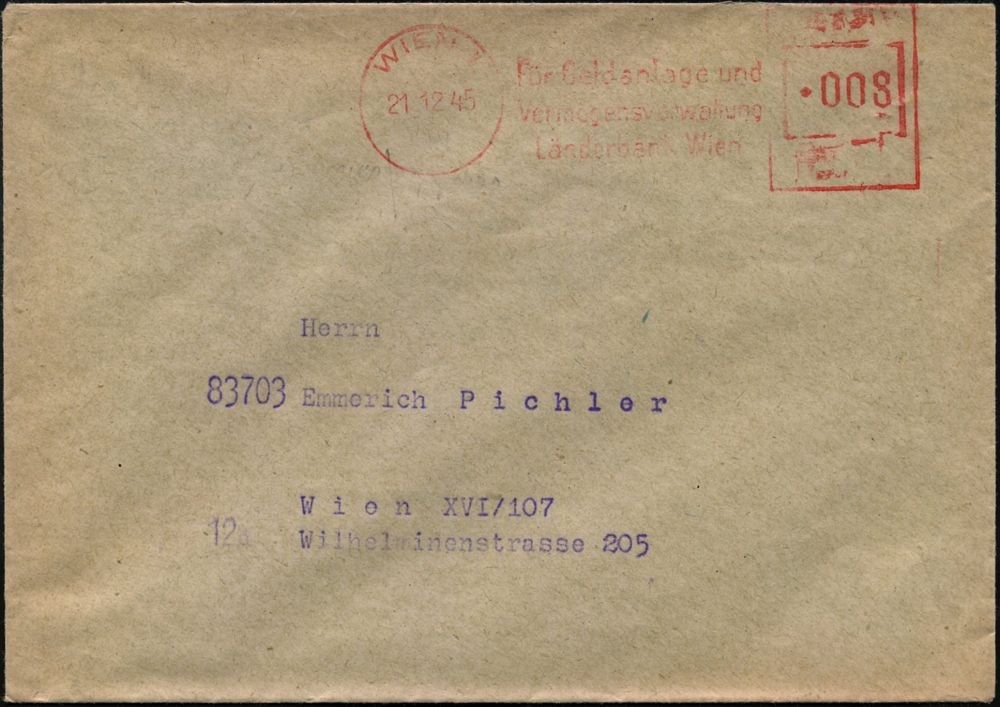 WIEN 1
21.12.45
Für Geldanlage und
Vermögensverwaltung
Länderbank Wien
·008
Herrn
83703 Emmerich Pichler
Wien XVI/107
12a Wilhelminenstrasse 205